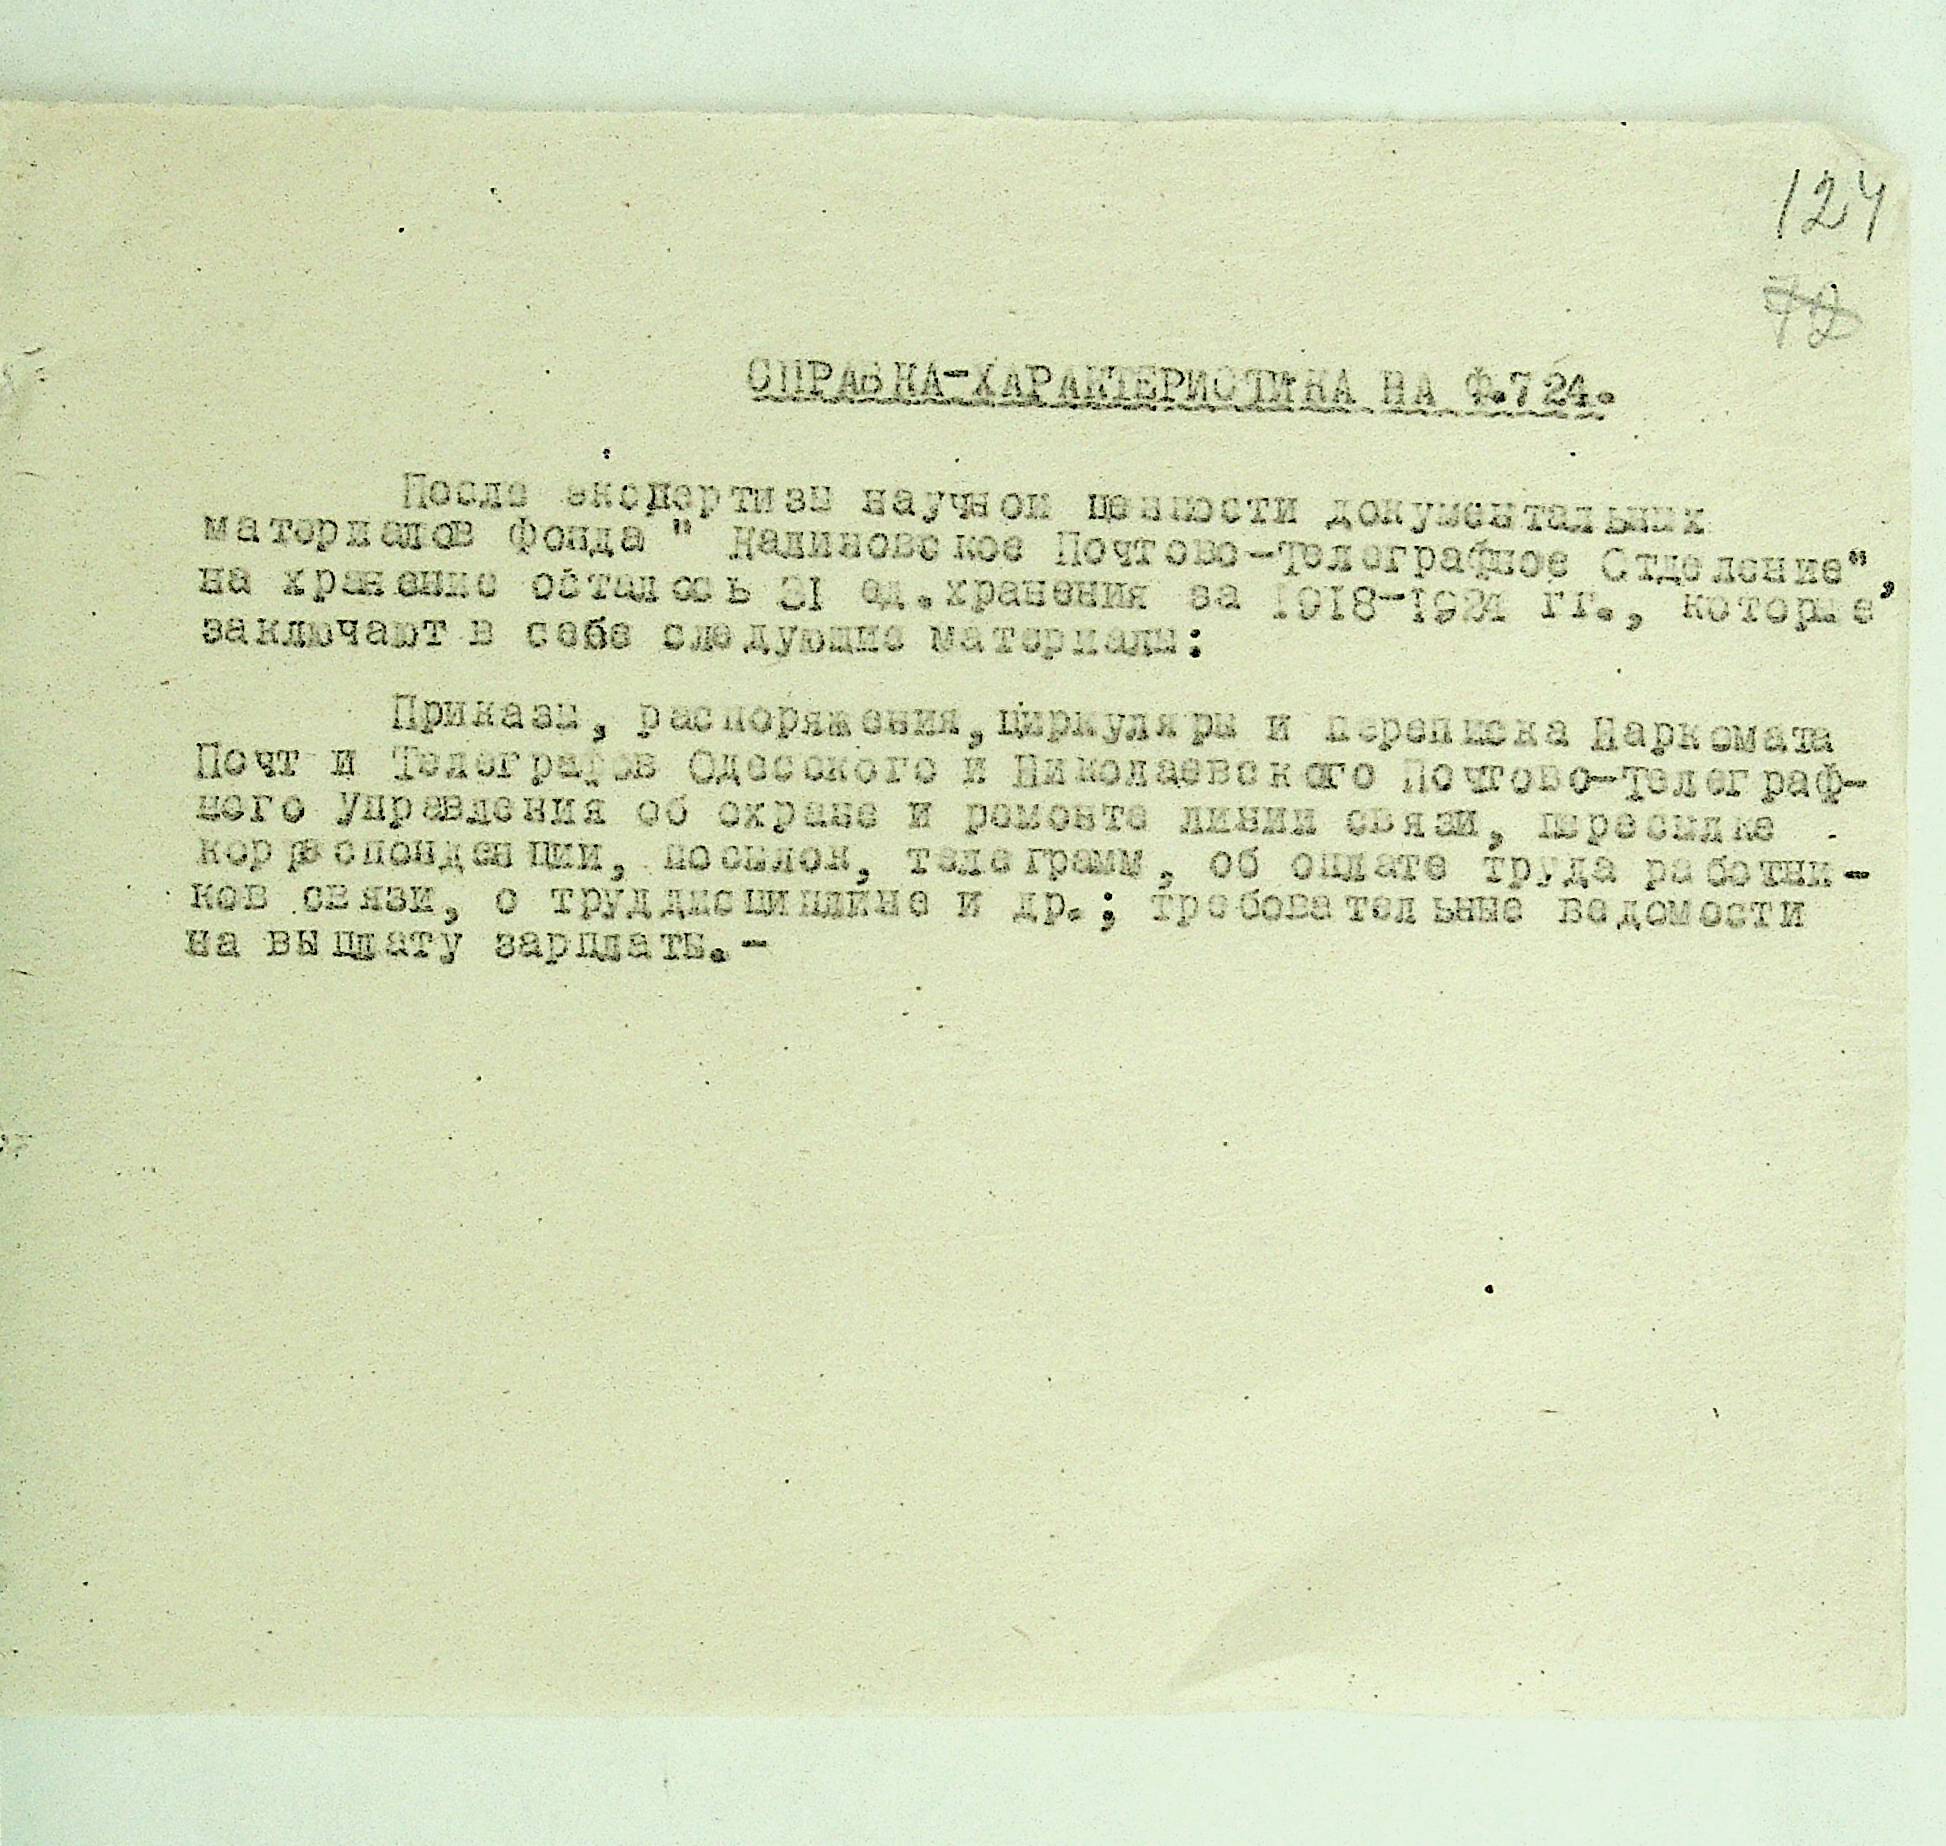 124
72
СПРАВКА-ХАРАКТЕРИСТИКА НА Ф.724.
После экспертизы научной ценности документальных
материалов фонда " Калиновское Почтово-Телеграфное Отделение",
на хранение осталось 31 ед.хранения за 1918-1921 гг., которые
заключают в себе следующие материалы:
Приказы, распоряжения, циркуляры и переписка Наркомата
Почт и Телеграфов Одесского и Николаевского Почтово-Телеграф-
ного Управления об охране и ремонте линии связи, пересылке
корреспонденции, посылок, телеграмм, об оплате труда работни-
ков связи, о труддисциплине и др.; требовательные ведомости
на выплату зарплаты.-